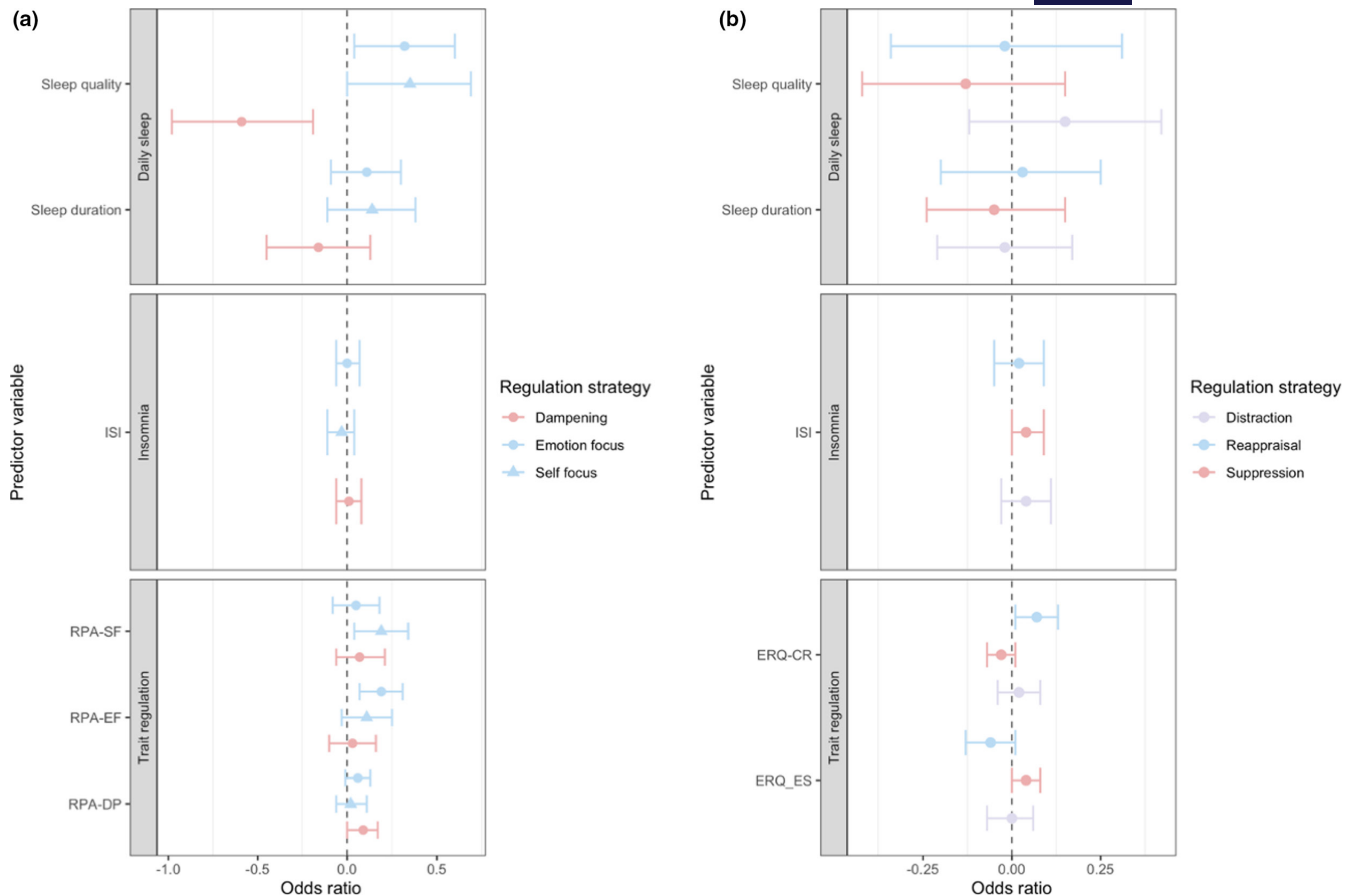 (a)
Predictor variable
Daily sleep
Sleep quality
Sleep duration
Insomnia
ISI
Trait regulation
RPA-SF
RPA-EF
RPA-DP
-1.0 -0.5 0.0 0.5
Odds ratio
Regulation strategy
Dampening
Emotion focus
Self focus
(b)
Predictor variable
Daily sleep
Sleep quality
Sleep duration
Insomnia
ISI
Trait regulation
ERQ-CR
ERQ_ES
-0.25 0.00 0.25
Odds ratio
Regulation strategy
Distraction
Reappraisal
Suppression